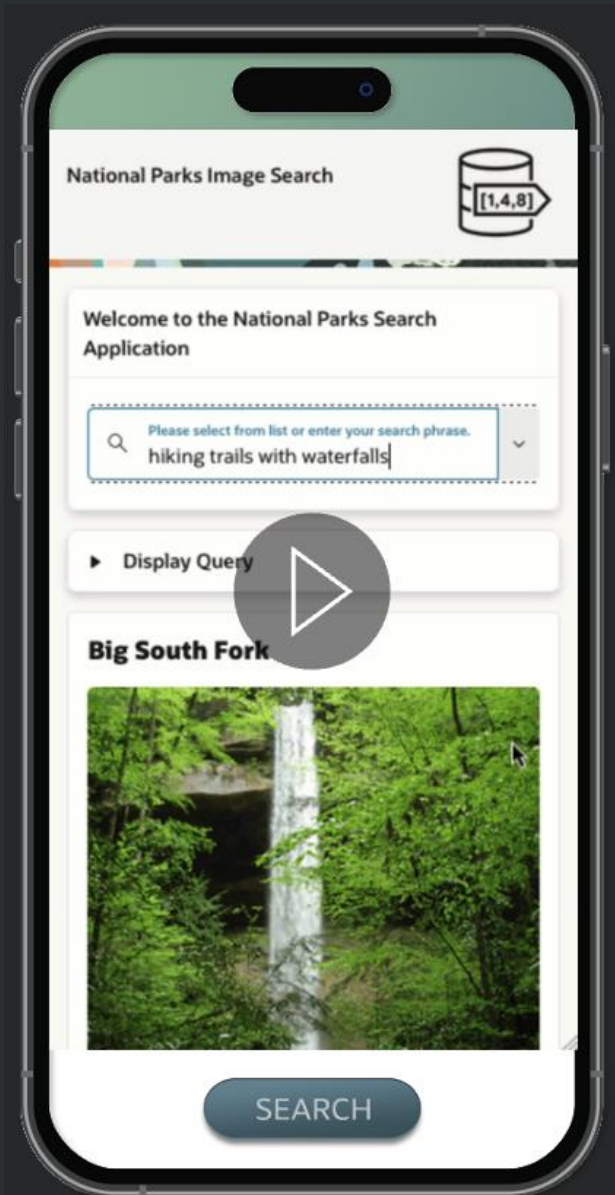 National Parks Image Search
[1,4,8]
Welcome to the National Parks Search
Application
Please select from list or enter your search phrase.
hiking trails with waterfalls
Display Query
Big South Fork
SEARCH